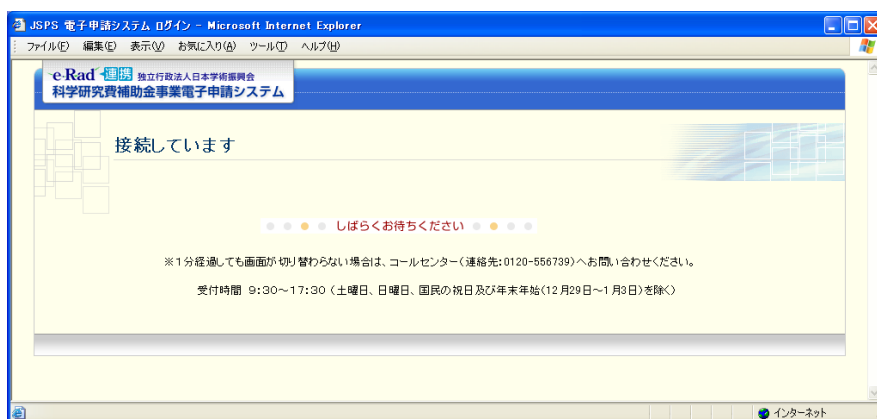 JSPS 電子申請システム ログイン - Microsoft Internet Explorer
ファイル(F) 編集(E) 表示(V) お気に入り(A) ツール(T) ヘルプ(H)
e-Rad 連携 独立行政法人日本学術振興会
科学研究費補助金事業電子申請システム
接続しています
しばらくお待ちください
※1分経過しても画面が切り替わらない場合は、コールセンター(連絡先:0120-556739)へお問い合わせください。
受付時間 9:30~17:30 (土曜日、日曜日、国民の祝日及び年末年始(12月29日~1月3日)を除く)
インターネット